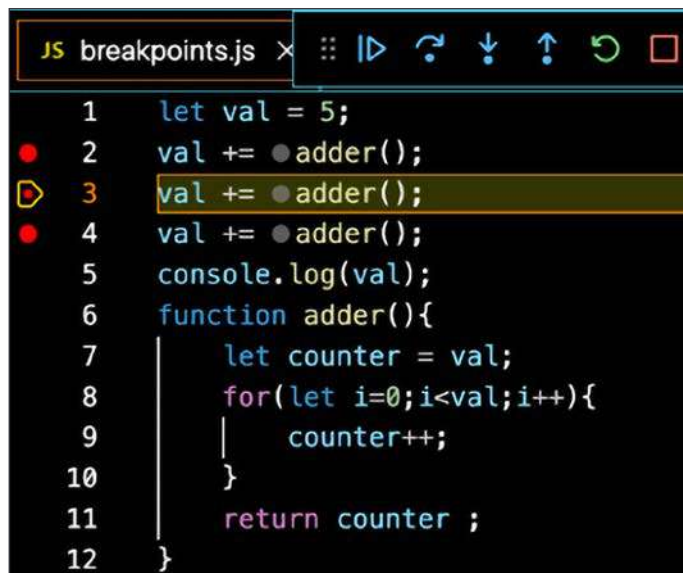 JS breakpoints.js ×
1 let val = 5;
2 val += adder();
3 val += adder();
4 val += adder();
5 console.log(val);
6 function adder(){
7 let counter = val;
8 for(let i=0;i<val;i++){
9 counter++;
10 }
11 return counter ;
12 }